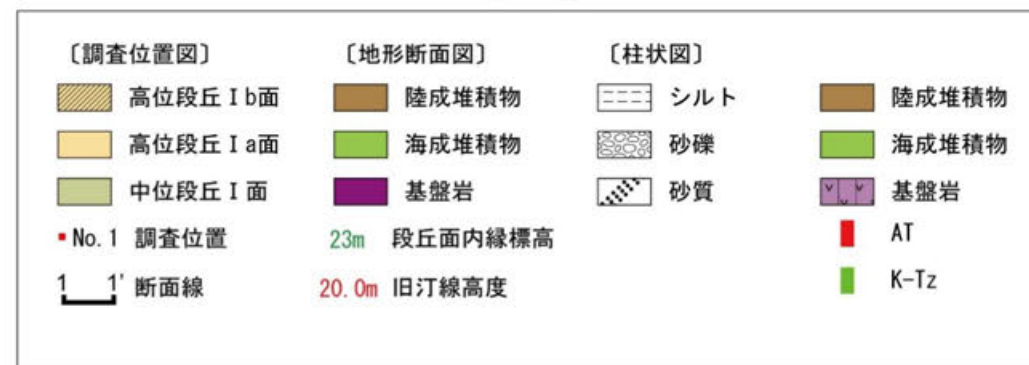 〔調査位置図〕 〔地形断面図〕 〔柱状図〕
高位段丘Ⅰb面 陸成堆積物 シルト 陸成堆積物
高位段丘Ⅰa面 海成堆積物 砂礫 海成堆積物
中位段丘Ⅰ面 基盤岩 砂質 基盤岩
No. 1 調査位置 23m 段丘面内縁標高 AT
1 1' 断面線 20.0m 旧汀線高度 K-Tz